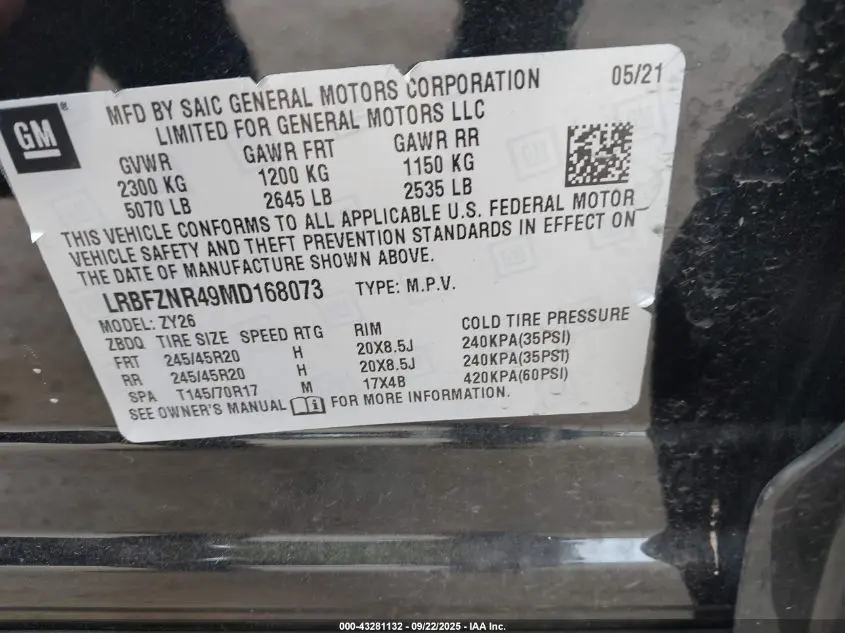 GM
®
MFD BY SAIC GENERAL MOTORS CORPORATION 05/21
LIMITED FOR GENERAL MOTORS LLC
GVWR GAWR FRT GAWR RR
2300 KG 1200 KG 1150 KG
5070 LB 2645 LB 2535 LB
THIS VEHICLE CONFORMS TO ALL APPLICABLE U.S. FEDERAL MOTOR
VEHICLE SAFETY AND THEFT PREVENTION STANDARDS IN EFFECT ON
THE DATE OF MANUFACTURE SHOWN ABOVE.
LRBFZNR49MD168073 TYPE: M.P.V.
MODEL: ZY26
ZBDQ TIRE SIZE SPEED RTG RIM COLD TIRE PRESSURE
FRT 245/45R20 H 20X8.5J 240KPA(35PSI)
RR 245/45R20 H 20X8.5J 240KPA(35PSI)
SPA T145/70R17 M 17X4B 420KPA(60PSI)
SEE OWNER'S MANUAL FOR MORE INFORMATION.
000-43281132 - 09/22/2025 - IAA Inc.